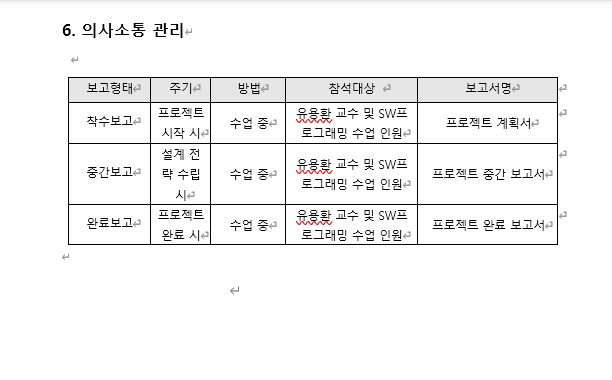 6. 의사소통 관리
보고형태 주기 방법 참석대상 보고서명
착수보고 프로젝트 시작 시 수업 중 유용환 교수 및 SW프로그래밍 수업 인원 프로젝트 계획서
중간보고 설계 전략 수립 시 수업 중 유용환 교수 및 SW프로그래밍 수업 인원 프로젝트 중간 보고서
완료보고 프로젝트 완료 시 수업 중 유용환 교수 및 SW프로그래밍 수업 인원 프로젝트 완료 보고서